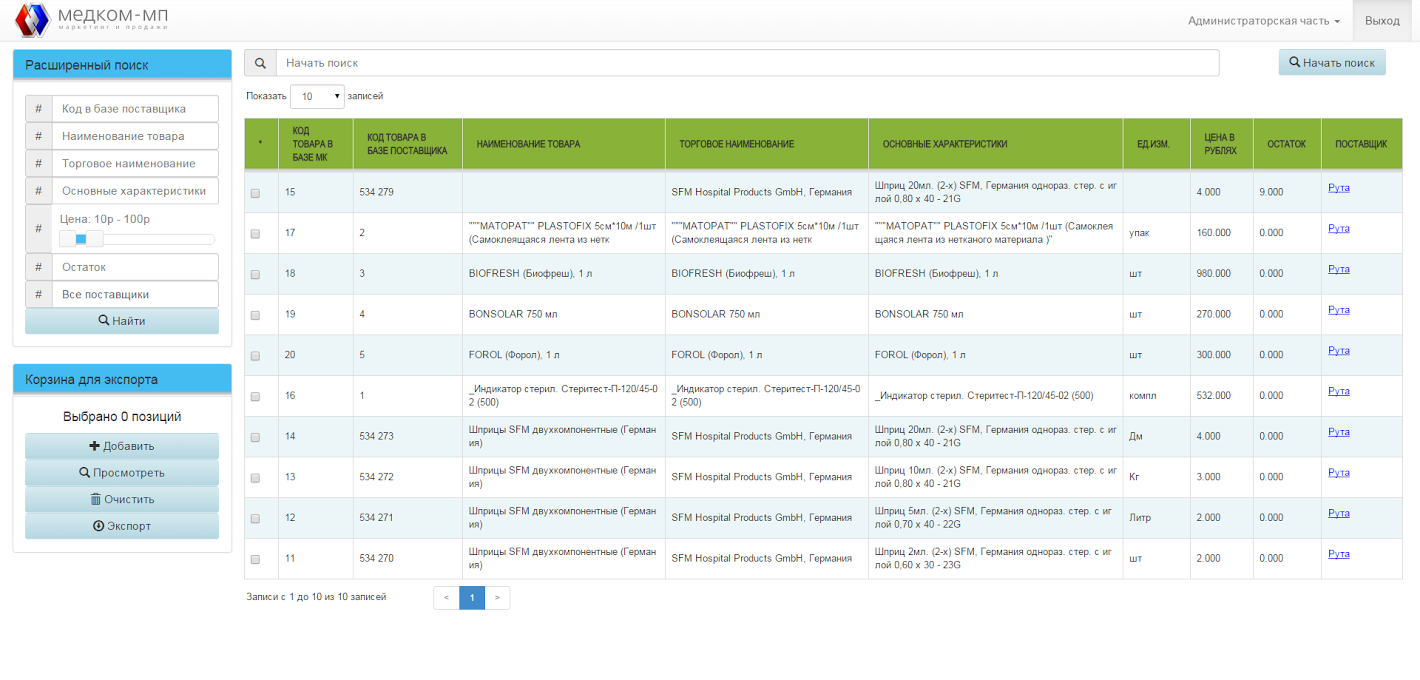 медком-мп
маркетинг и продажи
Администраторская часть
Выход
Расширенный поиск
# Код в базе поставщика
# Наименование товара
# Торговое наименование
# Основные характеристики
# Цена: 10р - 100р
# Остаток
# Все поставщики
Найти
Корзина для экспорта
Выбрано 0 позиций
Добавить
Просмотреть
Очистить
Экспорт
Начать поиск
Начать поиск
Показать 10 записей
* КОД ТОВАРА В БАЗЕ МК КОД ТОВАРА В БАЗЕ ПОСТАВЩИКА НАИМЕНОВАНИЕ ТОВАРА ТОРГОВОЕ НАИМЕНОВАНИЕ ОСНОВНЫЕ ХАРАКТЕРИСТИКИ ЕД.ИЗМ. ЦЕНА В РУБЛЯХ ОСТАТОК ПОСТАВЩИК
15 534 279 SFM Hospital Products GmbH, Германия Шприц 20мл. (2-х) SFM, Германия однораз. стер. с иглой 0,80 x 40 - 21G 4.000 9.000 Рута
17 2 """МАТОРАТ"" PLASTOFIX 5см*10м /1шт (Самоклеящаяся лента из нетк """МАТОРАТ"" PLASTOFIX 5см*10м /1шт (Самоклеящаяся лента из нетк """МАТОРАТ"" PLASTOFIX 5см*10м /1шт (Самоклеящаяся лента из нетканого материала )" упак 160.000 0.000 Рута
18 3 BIOFRESH (Биофреш), 1 л BIOFRESH (Биофреш), 1 л BIOFRESH (Биофреш), 1 л шт 980.000 0.000 Рута
19 4 BONSOLAR 750 мл BONSOLAR 750 мл BONSOLAR 750 мл шт 270.000 0.000 Рута
20 5 FOROL (Форол), 1 л FOROL (Форол), 1 л FOROL (Форол), 1 л шт 300.000 0.000 Рута
16 1 _Индикатор стерил. Стеритест-П-120/45-02 (500) _Индикатор стерил. Стеритест-П-120/45-02 (500) _Индикатор стерил. Стеритест-П-120/45-02 (500) компл 532.000 0.000 Рута
14 534 273 Шприцы SFM двухкомпонентные (Германия) SFM Hospital Products GmbH, Германия Шприц 20мл. (2-х) SFM, Германия однораз. стер. с иглой 0,80 x 40 - 21G Дм 4.000 0.000 Рута
13 534 272 Шприцы SFM двухкомпонентные (Германия) SFM Hospital Products GmbH, Германия Шприц 10мл. (2-х) SFM, Германия однораз. стер. с иглой 0,80 x 40 - 21G Кг 3.000 0.000 Рута
12 534 271 Шприцы SFM двухкомпонентные (Германия) SFM Hospital Products GmbH, Германия Шприц 5мл. (2-х) SFM, Германия однораз. стер. с иглой 0,70 x 40 - 22G Литр 2.000 0.000 Рута
11 534 270 Шприцы SFM двухкомпонентные (Германия) SFM Hospital Products GmbH, Германия Шприц 2мл. (2-х) SFM, Германия однораз. стер. с иглой 0,60 x 30 - 23G шт 2.000 0.000 Рута
Записи с 1 до 10 из 10 записей
< 1 >